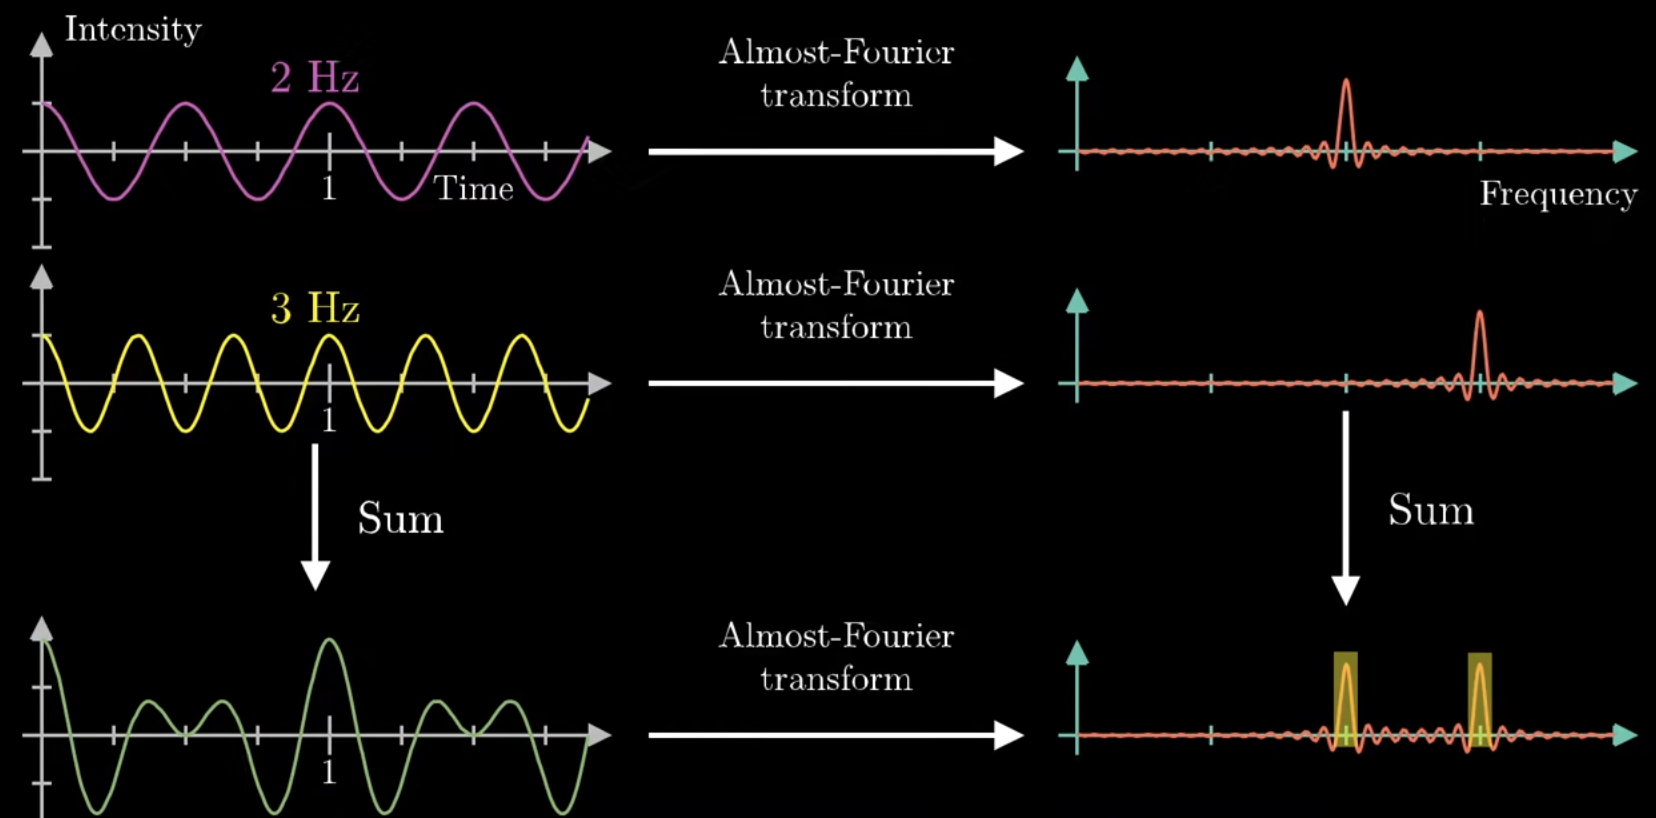 Intensity
2 Hz
1
Time
Almost-Fourier
transform
Frequency
3 Hz
1
Almost-Fourier
transform
Sum
Sum
1
Almost-Fourier
transform